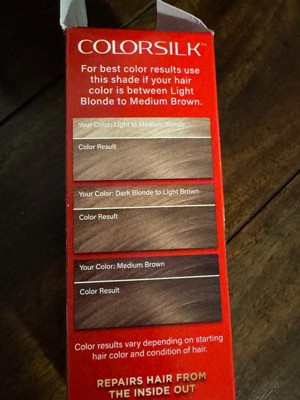 COLORSILK™
For best color results use
this shade if your hair
color is between Light
Blonde to Medium Brown.
Your Color: Light to Medium Blonde
Color Result
Your Color: Dark Blonde to Light Brown
Color Result
Your Color: Medium Brown
Color Result
Color results vary depending on starting
hair color and condition of hair.
REPAIRS HAIR FROM
THE INSIDE OUT